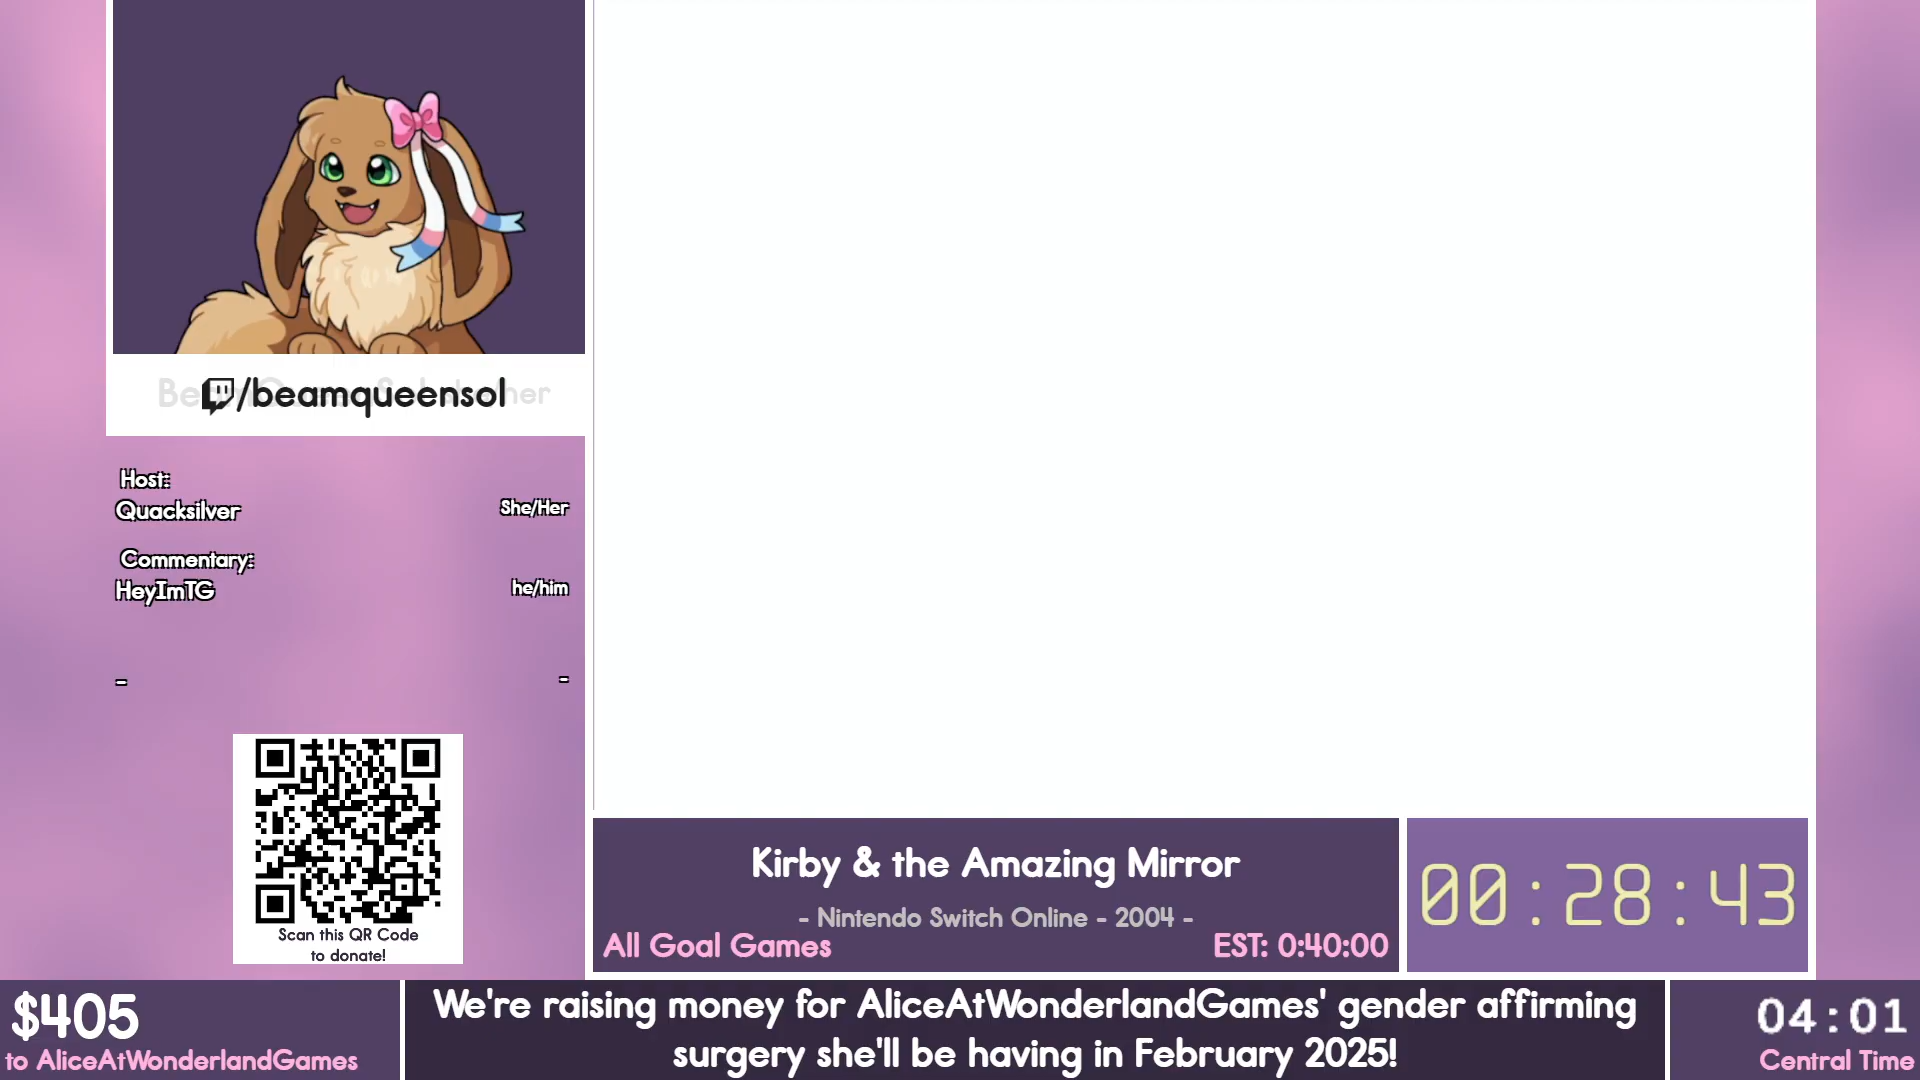 /beamqueensol
Host:
Quacksilver
She/Her
Commentary:
HeyImTG
he/him
-
-
Scan this QR Code
to donate!
Kirby & the Amazing Mirror
- Nintendo Switch Online - 2004 -
All Goal Games
EST: 0:40:00
00:28:43
$405
to AliceAtWonderlandGames
We're raising money for AliceAtWonderlandGames' gender affirming
surgery she'll be having in February 2025!
04:01
Central Time